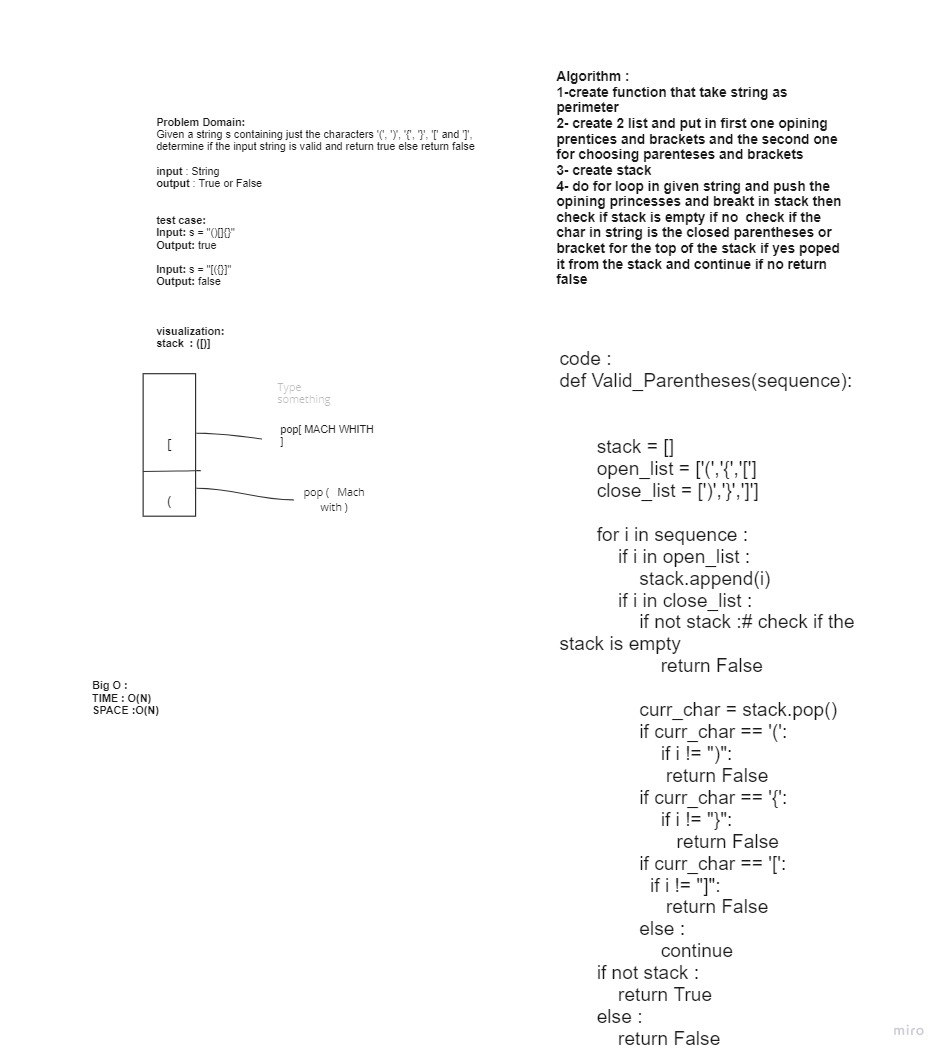 Problem Domain:
Given a string s containing just the characters '(', ')', '{', '}', '[' and ']',
determine if the input string is valid and return true else return false
input : String
output : True or False
test case:
Input: s = "()[]{}"
Output: true
Input: s = "[({}]"
Output: false
visualization:
stack : ([)]
Type
something
[
pop[ MACH WHITH
]
(
pop ( Mach
with )
Big O :
TIME : O(N)
SPACE :O(N)
Algorithm :
1-create function that take string as
perimeter
2- create 2 list and put in first one opining
prentices and brackets and the second one
for choosing parenteses and brackets
3- create stack
4- do for loop in given string and push the
opining princesses and breakt in stack then
check if stack is empty if no check if the
char in string is the closed parentheses or
bracket for the top of the stack if yes poped
it from the stack and continue if no return
false
code :
def Valid_Parentheses(sequence):
stack = []
open_list = ['(','{','[']
close_list = [')','}',']']
for i in sequence :
if i in open_list :
stack.append(i)
if i in close_list :
if not stack :# check if the
stack is empty
return False
curr_char = stack.pop()
if curr_char == '(':
if i != ")":
return False
if curr_char == '{':
if i != "}":
return False
if curr_char == '[':
if i != "]":
return False
else :
continue
if not stack :
return True
else :
return False
miro